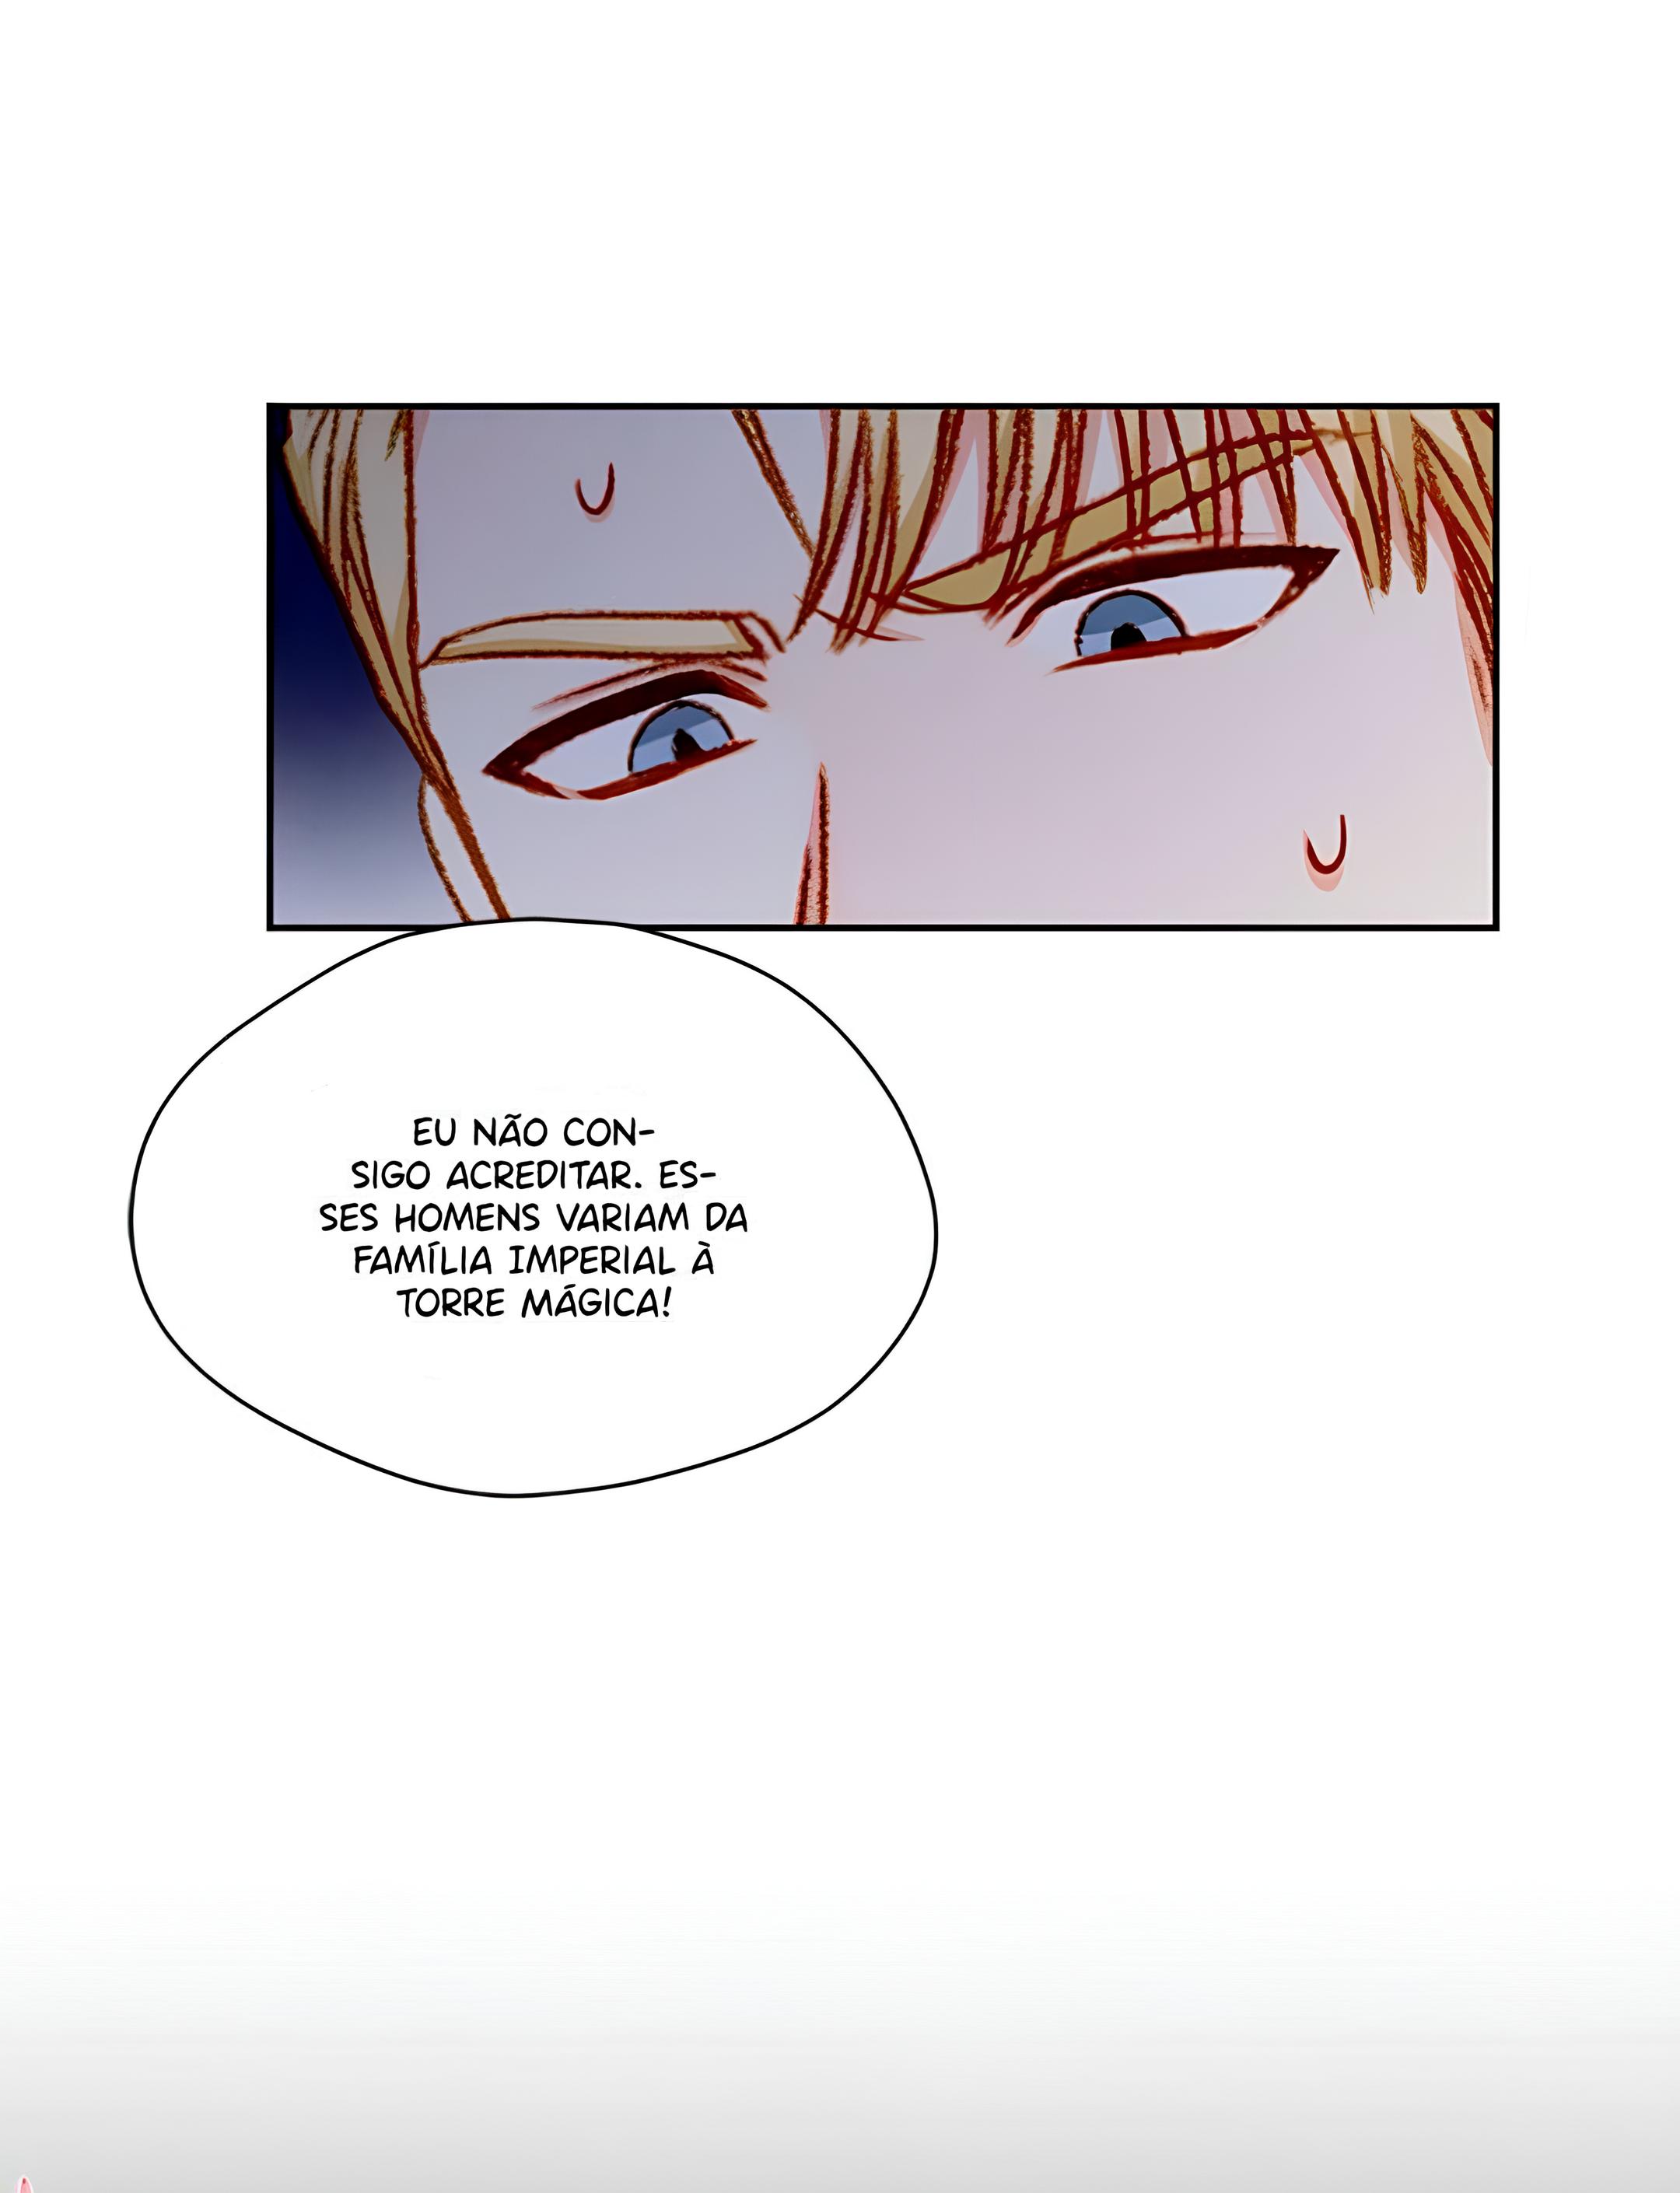 EU NÃO CON-
SIGO ACREDITAR. ES-
SES HOMENS VARIAM DA
FAMÍLIA IMPERIAL À
TORRE MÁGICA!